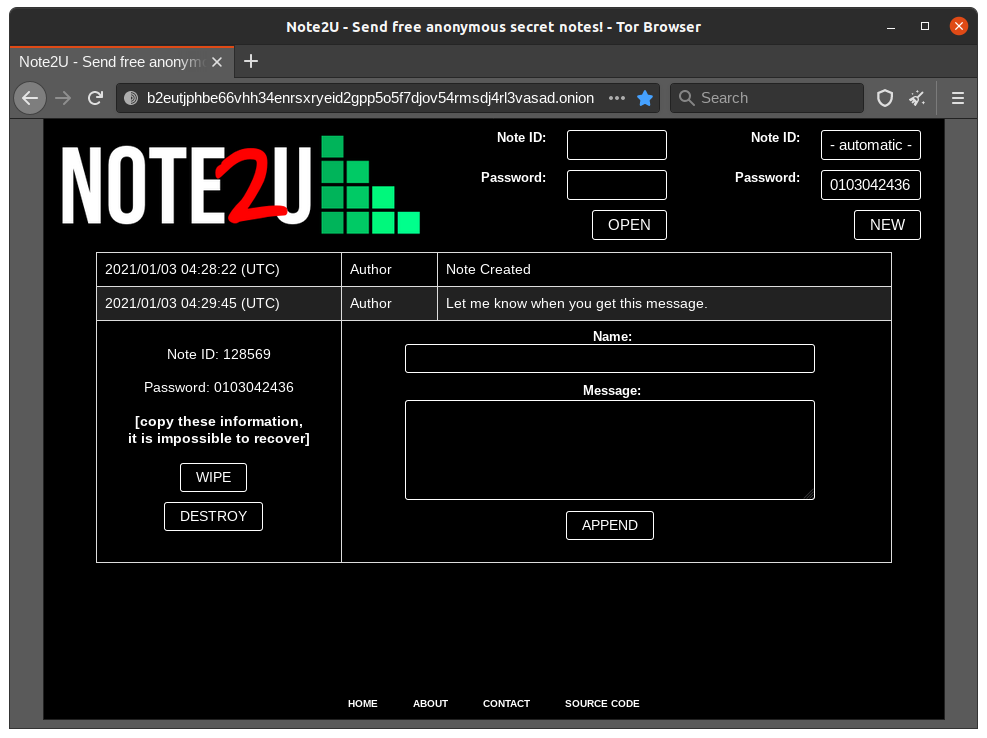 Note2U - Send free anonymous secret notes! - Tor Browser
Note2U - Send free anonym
b2eutjphbe66vhh34enrsxryeid2gpp5o5f7djov54rmsdj4rl3vasad.onion
Search
NOTE2U
Note ID:
Password:
OPEN
Note ID: - automatic -
Password: 0103042436
NEW
2021/01/03 04:28:22 (UTC) Author Note Created
2021/01/03 04:29:45 (UTC) Author Let me know when you get this message.
Note ID: 128569
Password: 0103042436
[copy these information,
it is impossible to recover]
WIPE
DESTROY
Name:
Message:
APPEND
HOME ABOUT CONTACT SOURCE CODE